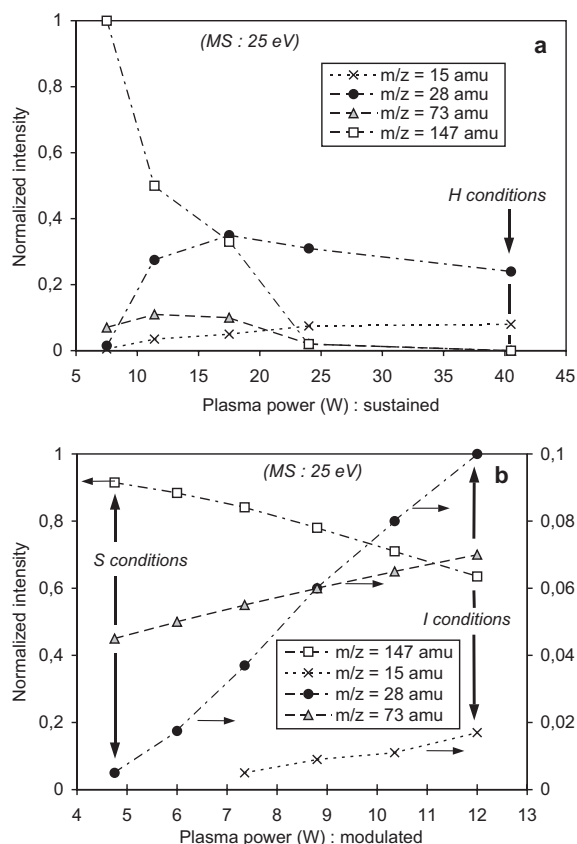 (MS : 25 eV)
a
Normalized intensity
1
0,8
0,6
0,4
0,2
0
m/z = 15 amu
m/z = 28 amu
m/z = 73 amu
m/z = 147 amu
H conditions
5 10 15 20 25 30 35 40 45
Plasma power (W) : sustained
(MS : 25 eV)
b
Normalized intensity
1
0,8
0,6
0,4
0,2
0
0,1
0,08
0,06
0,04
0,02
0
S conditions
I conditions
m/z = 147 amu
m/z = 15 amu
m/z = 28 amu
m/z = 73 amu
4 5 6 7 8 9 10 11 12 13
Plasma power (W) : modulated